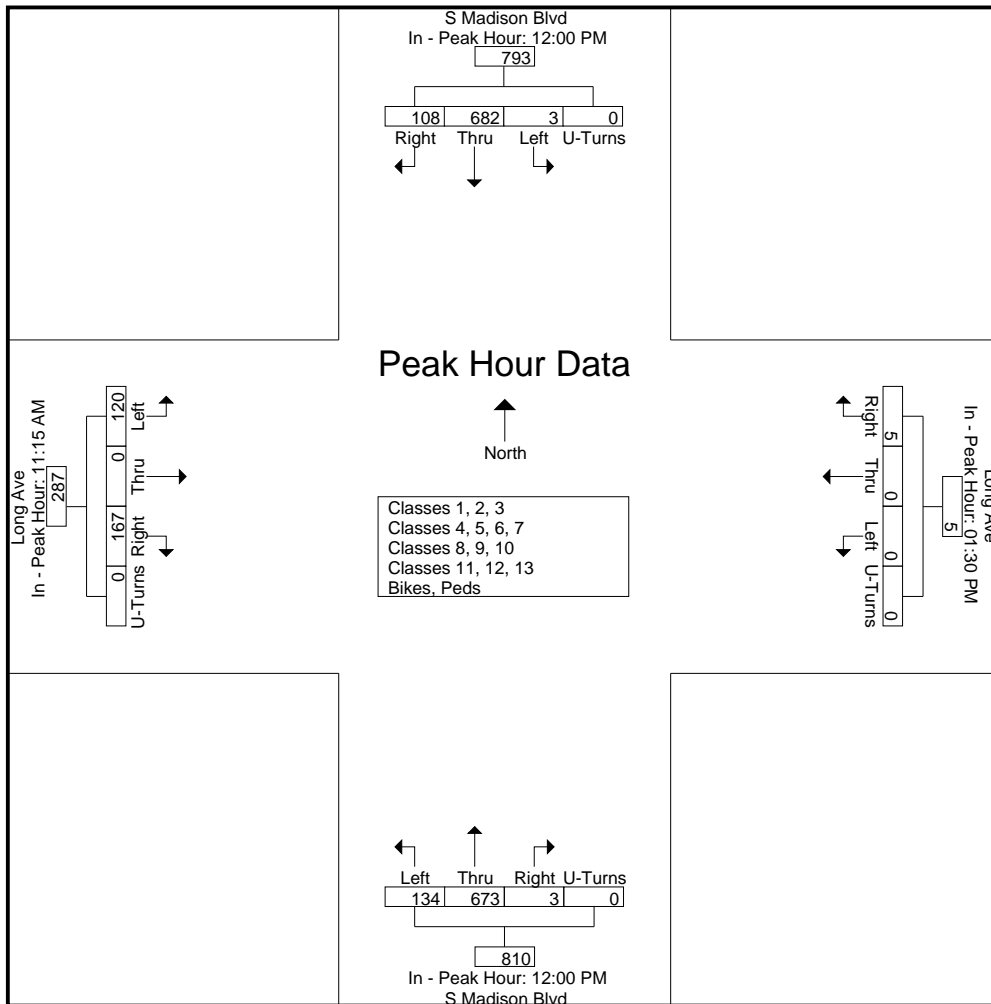 S Madison Blvd
In - Peak Hour: 12:00 PM
793
108 682 3 0
Right Thru Left U-Turns
Peak Hour Data
North
Classes 1, 2, 3
Classes 4, 5, 6, 7
Classes 8, 9, 10
Classes 11, 12, 13
Bikes, Peds
Long Ave
In - Peak Hour: 11:15 AM
287
120 0 167 0
Left Thru Right U-Turns
Long Ave
In - Peak Hour: 01:30 PM
5
5 0 0 0
Right Thru Left U-Turns
Left Thru Right U-Turns
134 673 3 0
810
In - Peak Hour: 12:00 PM
S Madison Blvd